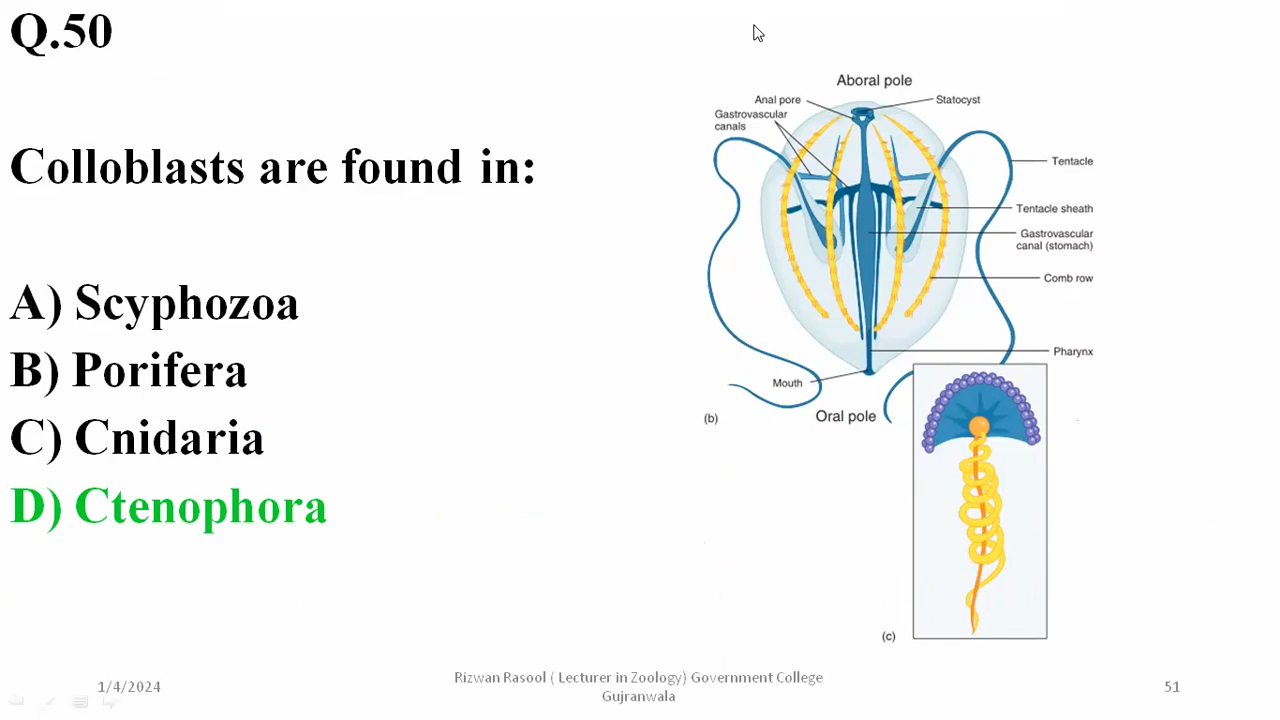 Q.50
Colloblasts are found in:
A) Scyphozoa
B) Porifera
C) Cnidaria
D) Ctenophora
Aboral pole
Anal pore
Statocyst
Gastrovascular
canals
Tentacle
Tentacle sheath
Gastrovascular
canal (stomach)
Comb row
Pharynx
Mouth
Oral pole
(b)
(c)
1/4/2024
Rizwan Rasool ( Lecturer in Zoology) Government College
Gujranwala
51